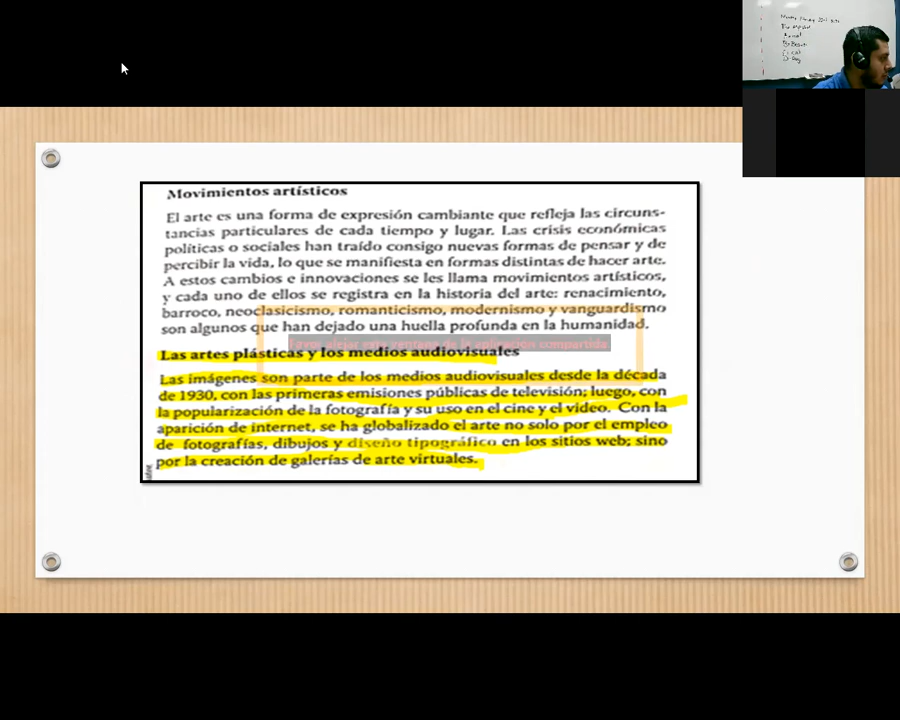 Movimientos artísticos
El arte es una forma de expresión cambiante que refleja las circuns-
tancias particulares de cada tiempo y lugar. Las crisis económicas
políticas o sociales han traído consigo nuevas formas de pensar y de
percibir la vida, lo que se manifiesta en formas distintas de hacer arte.
A estos cambios e innovaciones se les llama movimientos artísticos,
y cada uno de ellos se registra en la historia del arte: renacimiento,
barroco, neoclasicismo, romanticismo, modernismo y vanguardismo
son algunos que han dejado una huella profunda en la humanidad.
Favor alejar esta ventana de la aplicación compartida
Las artes plásticas y los medios audiovisuales
Las imágenes son parte de los medios audiovisuales desde la década
de 1930, con las primeras emisiones públicas de televisión; luego, con
la popularización de la fotografía y su uso en el cine y el video. Con la
aparición de internet, se ha globalizado el arte no solo por el empleo
de fotografías, dibujos y diseño tipográfico en los sitios web; sino
por la creación de galerías de arte virtuales.